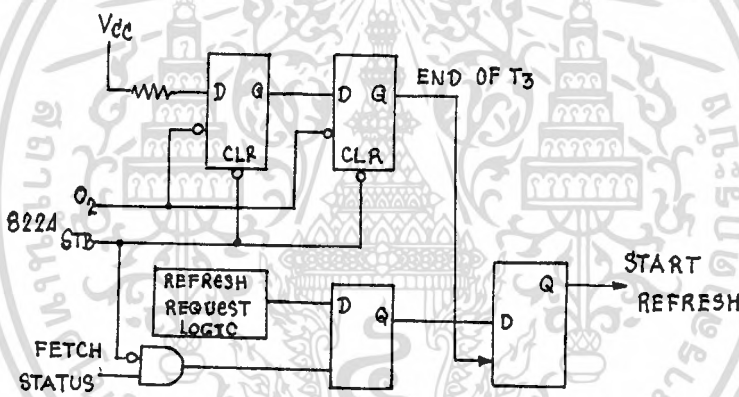 Vcc
D Q
D Q
END OF T3
CLR
CLR
O2
8224
STB
REFRESH
REQUEST
LOGIC
D Q
Q
D
START
REFRESH
FETCH
STATUS